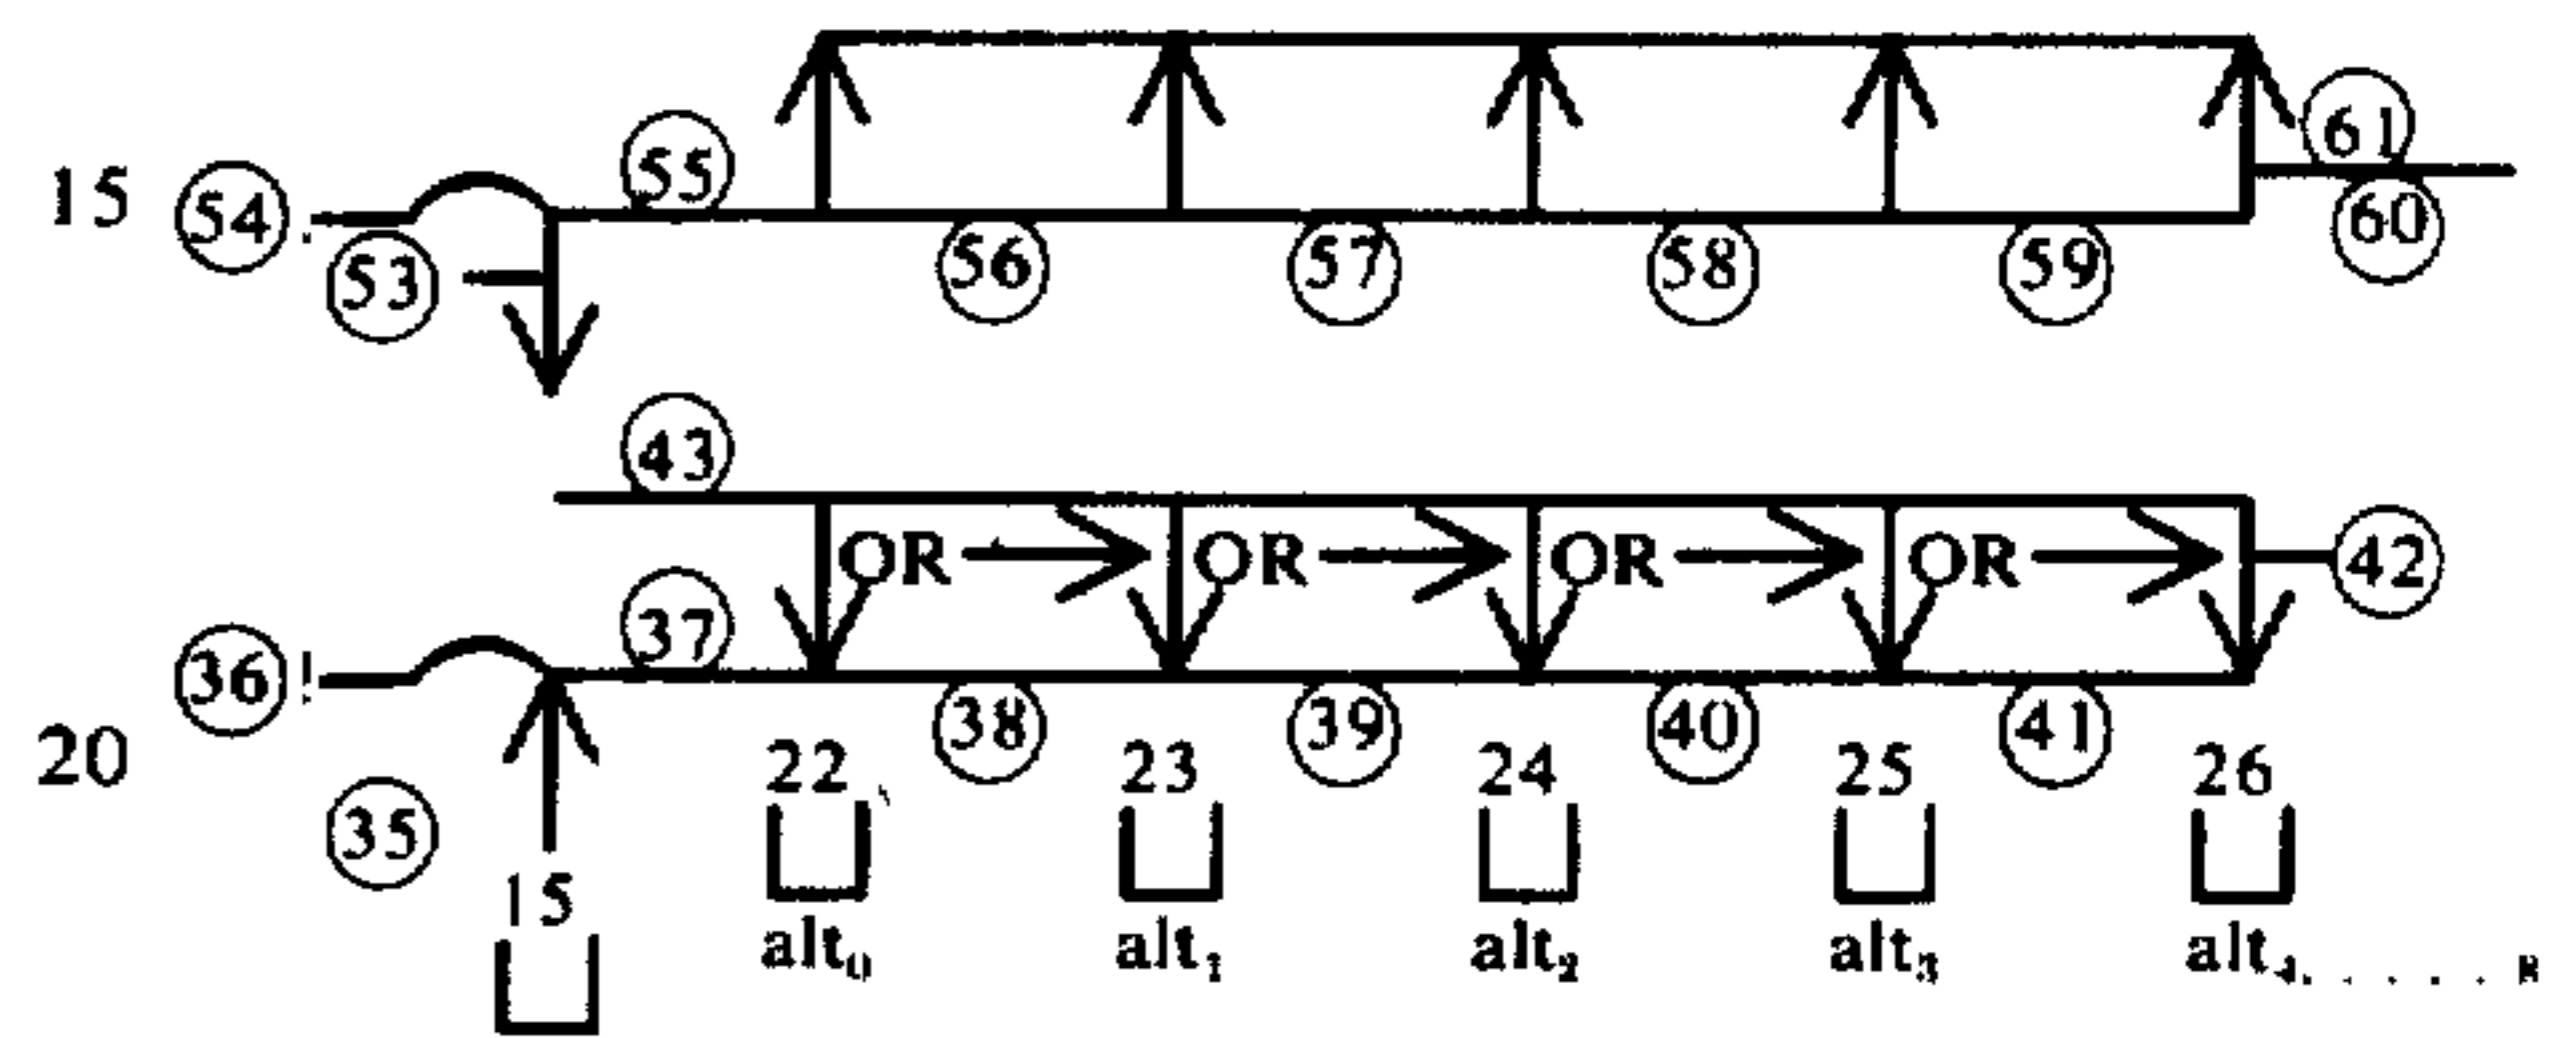 61
55
15 54
60
53 56 57 58 59
43
OR OR OR OR 42
37
36
38 39 40 41
20 22 23 24 25 26
35
15
alt₀ alt₁ alt₂ alt₃ alt₄. . . . . n